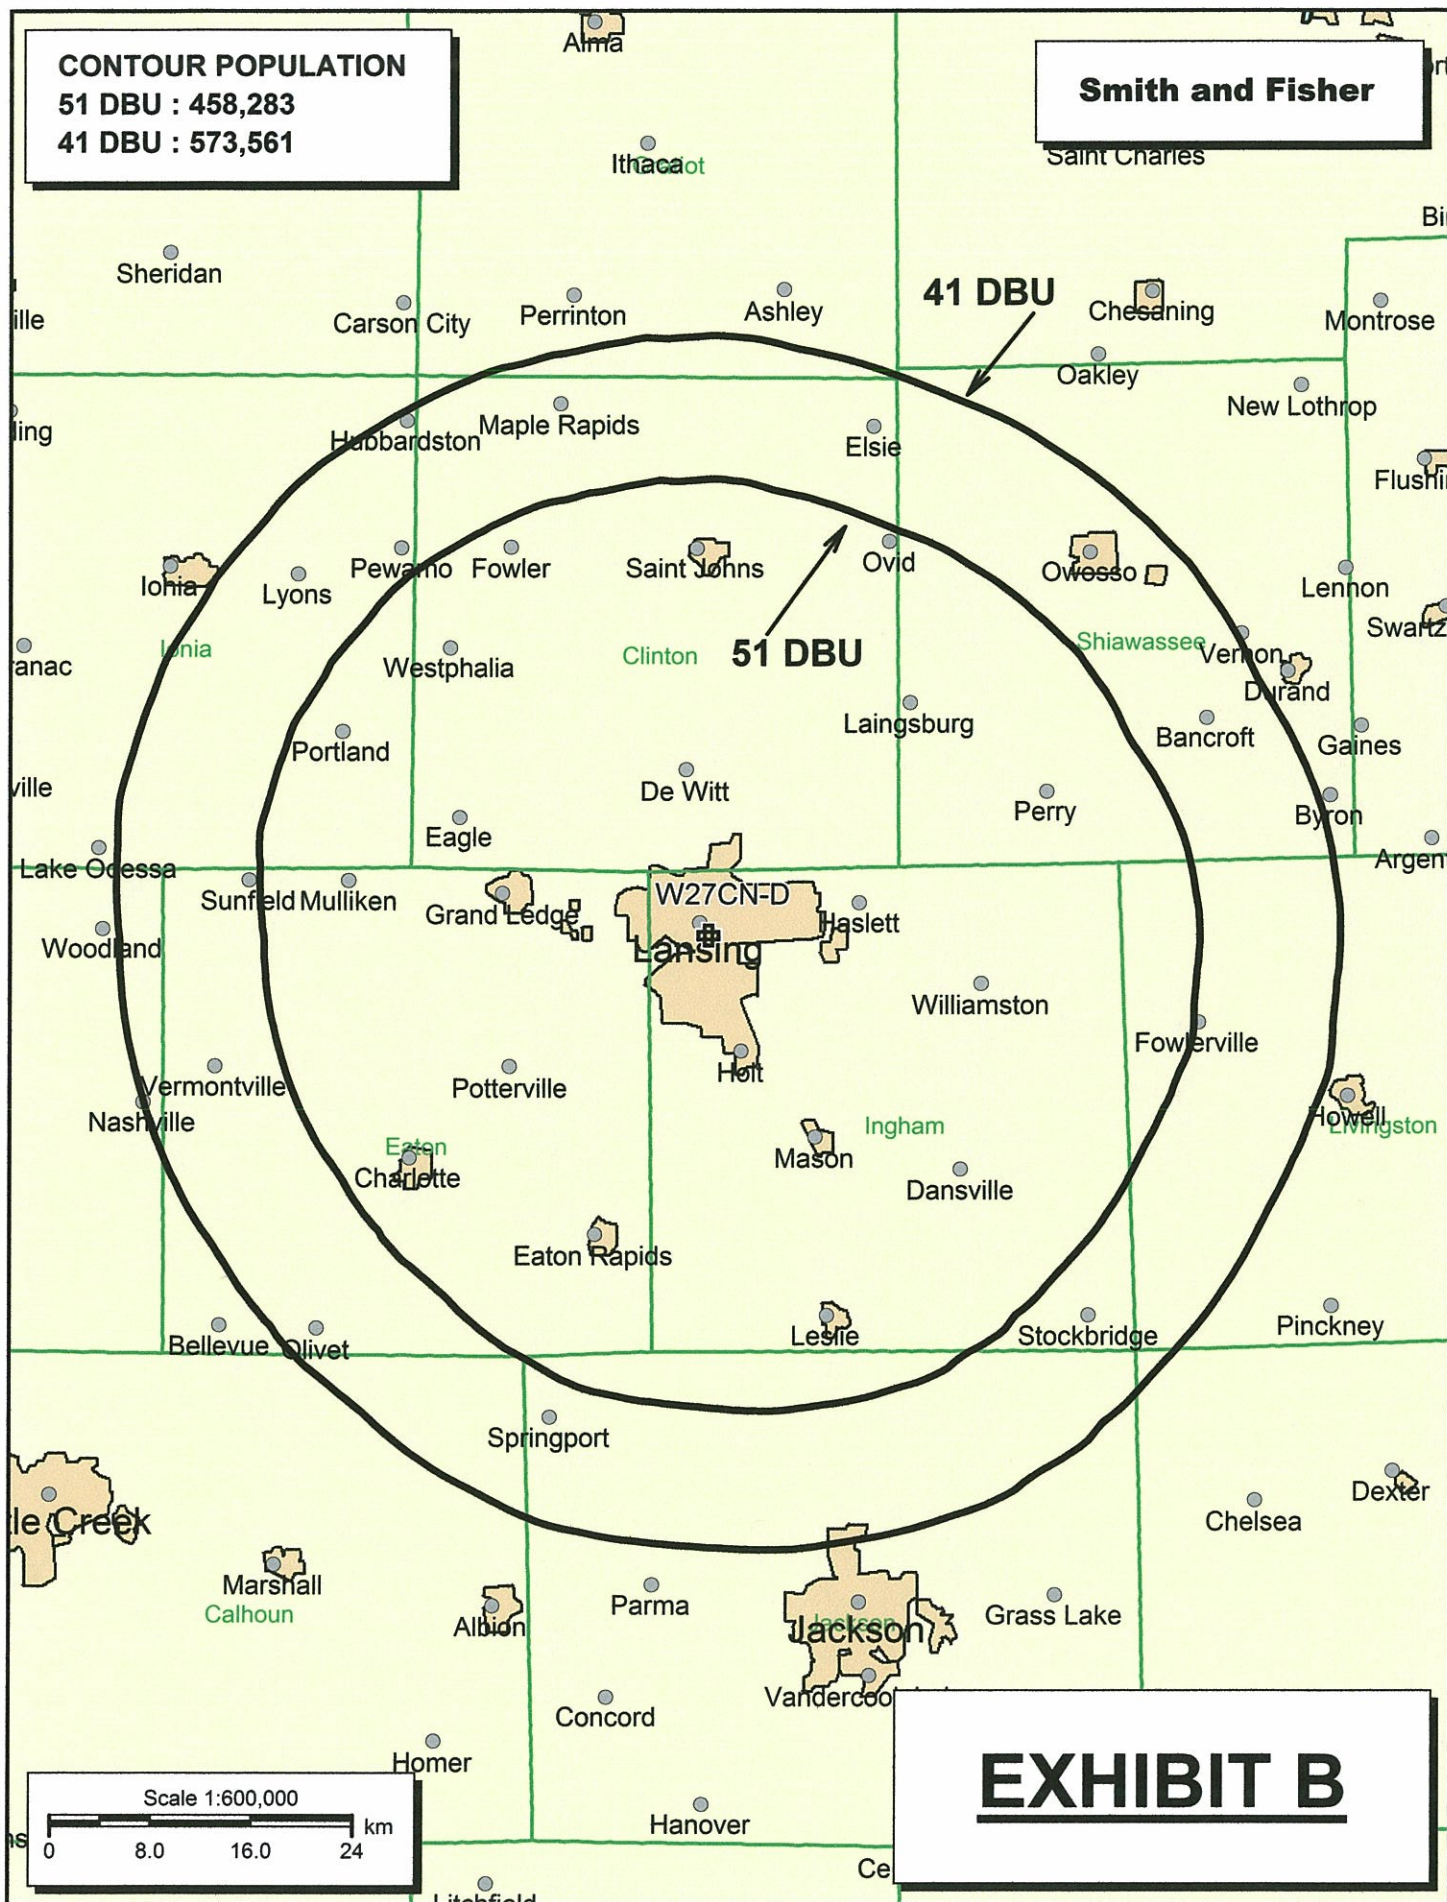 CONTOUR POPULATION
51 DBU : 458,283
41 DBU : 573,561
Smith and Fisher
Alma
Ithaca
Gratiot
Saint Charles
Sheridan
Carson City
Perrinton
Ashley
41 DBU
Chesaning
Montrose
Oakley
New Lothrop
Hubbardston
Maple Rapids
Elsie
Ionia
Lyons
Pewamo
Fowler
Saint Johns
Ovid
Owosso
Lennon
Ionia
Westphalia
Clinton
51 DBU
Shiawassee
Vernon
Durand
Portland
Laingsburg
Bancroft
Gaines
De Witt
Eagle
Perry
Byron
Lake Odessa
Sunfield
Mulliken
Grand Ledge
W27CN-D
Haslett
Woodland
Lansing
Williamston
Fowlerville
Vermontville
Potterville
Holt
Nashville
Howell
Livingston
Eaton
Charlotte
Mason
Ingham
Dansville
Eaton Rapids
Bellevue
Olivet
Leslie
Stockbridge
Pinckney
Springport
tle Creek
Dexter
Chelsea
Marshall
Calhoun
Albion
Parma
Jackson
Jackson
Grass Lake
Concord
Homer
Hanover
EXHIBIT B
Scale 1:600,000
km
0 8.0 16.0 24